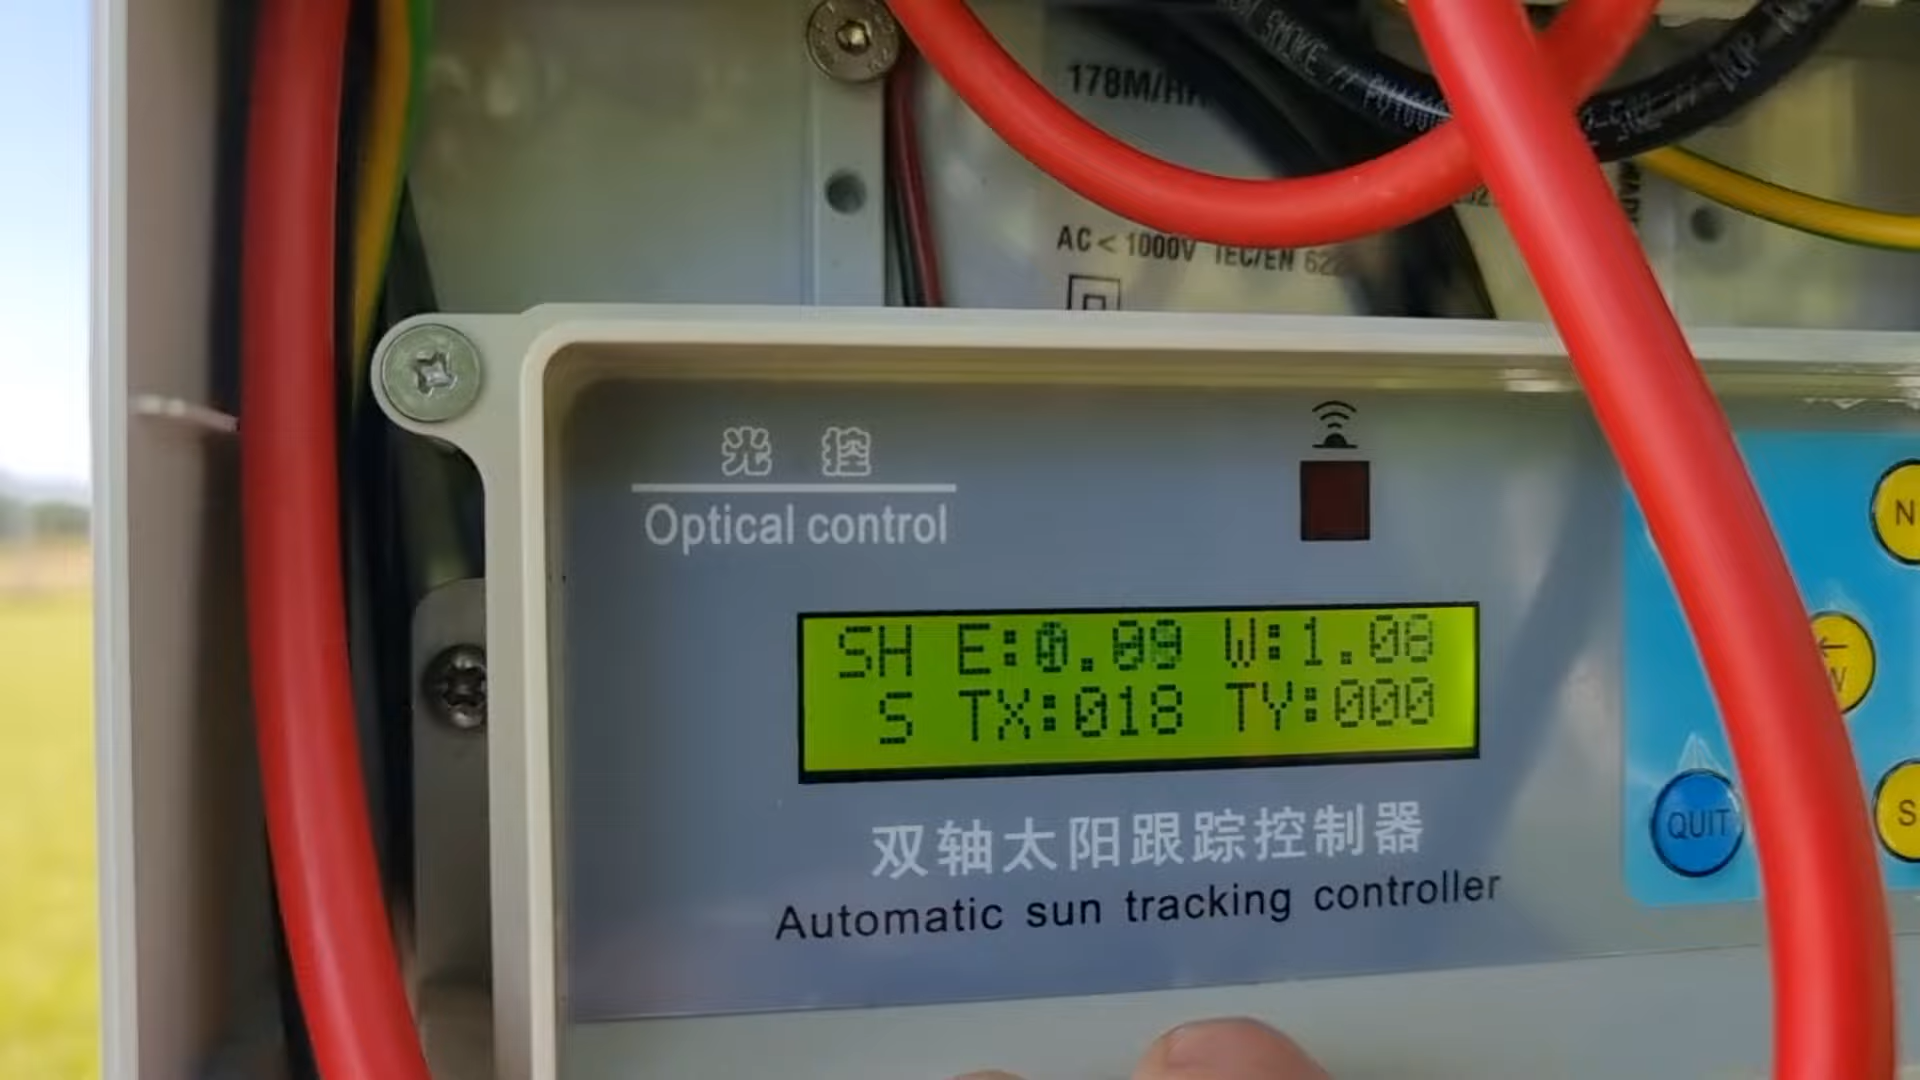 178M/
AC < 1000V IEC/EN 62
光 控
Optical control
SH E:0.09 W:1.08
S TX:018 TY:000
双轴太阳跟踪控制器
Automatic sun tracking controller
N
←
W
QUIT
S